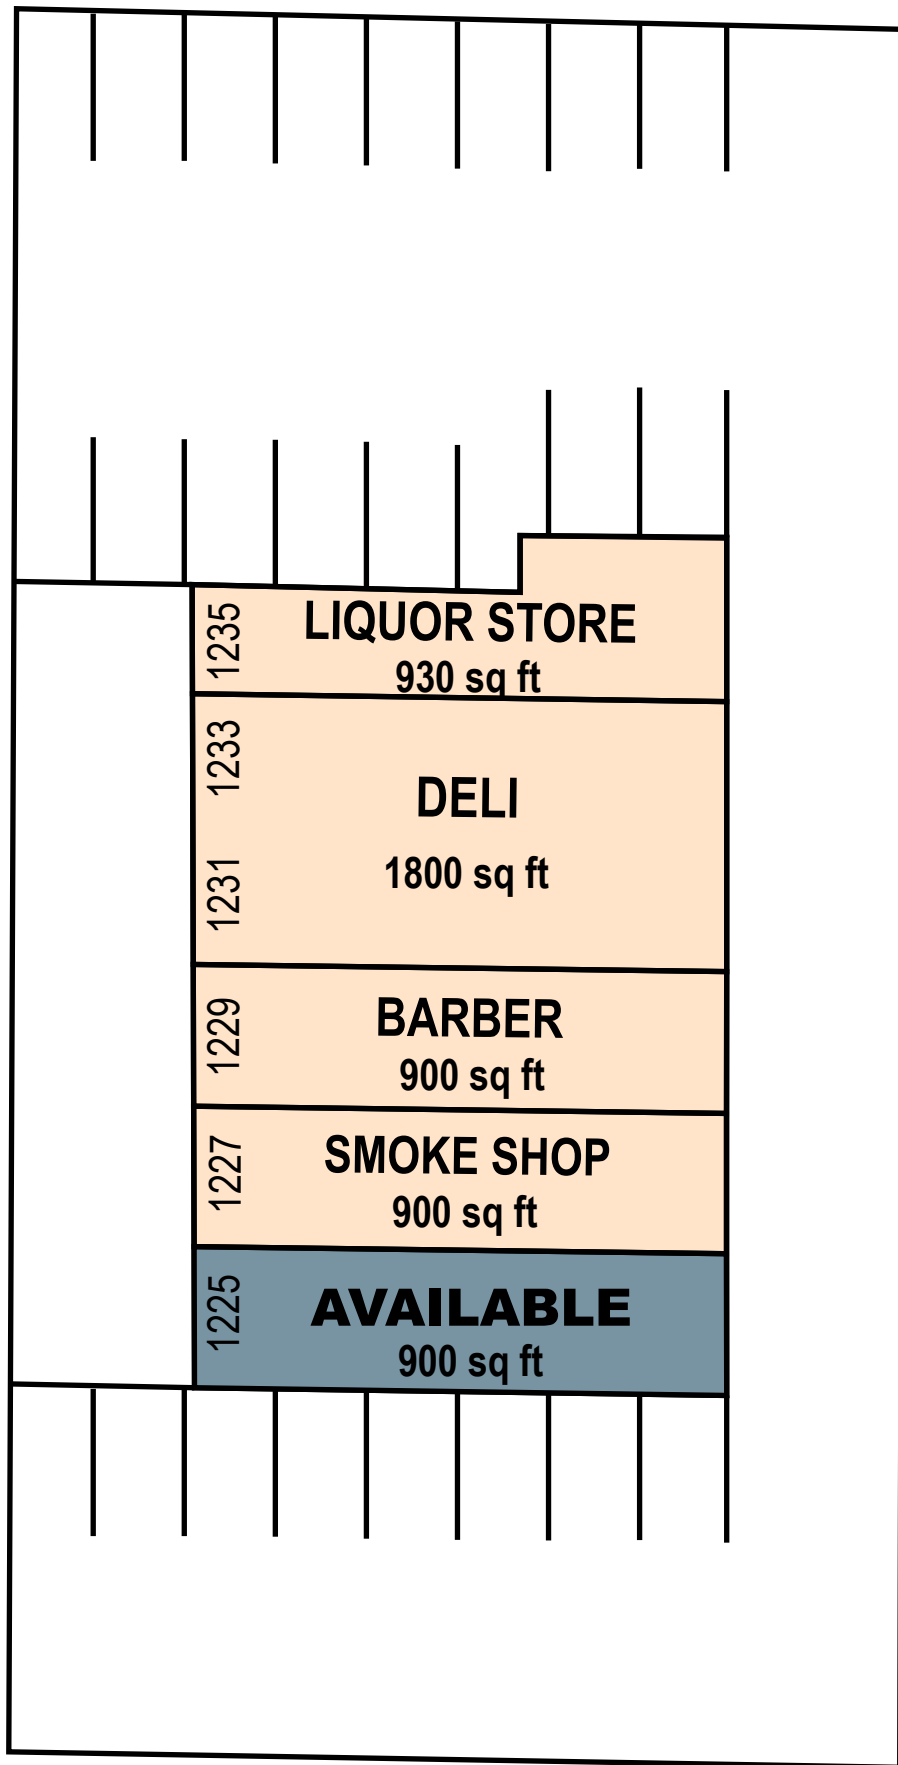 1235
LIQUOR STORE
930 sq ft
1233
DELI
1800 sq ft
1231
1229
BARBER
900 sq ft
1227
SMOKE SHOP
900 sq ft
1225
AVAILABLE
900 sq ft